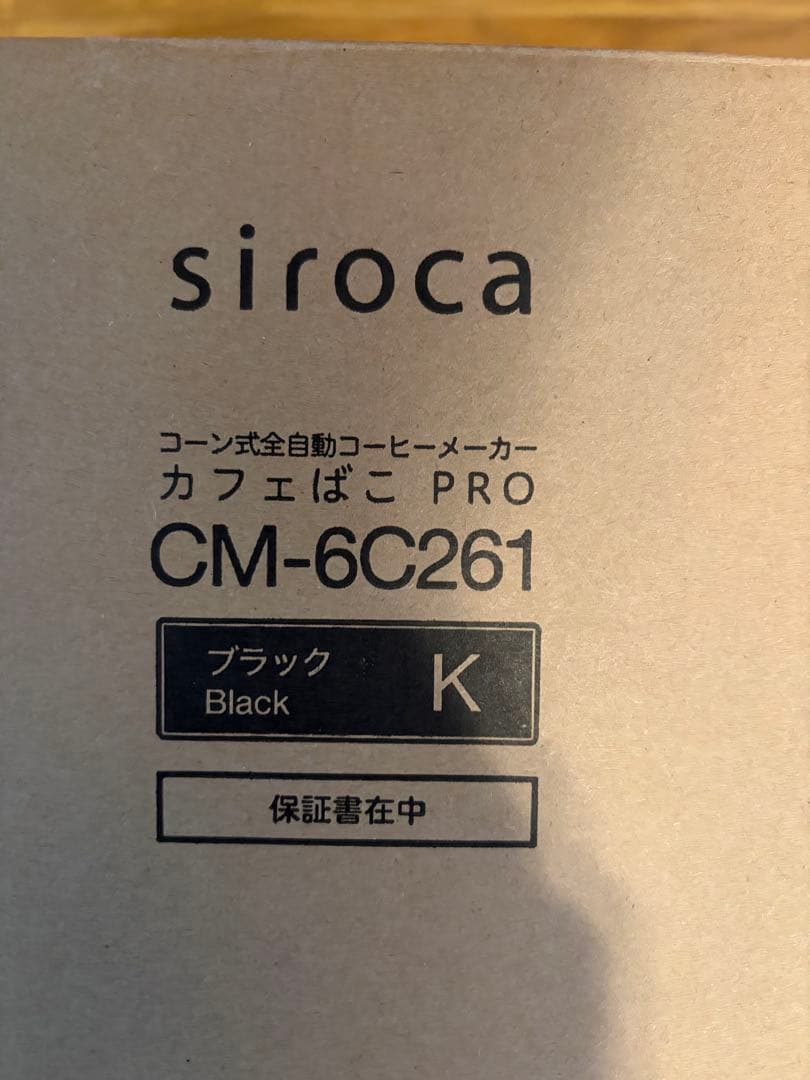 siroca
コーン式全自動コーヒーメーカー
カフェばこ PRO
CM-6C261
ブラック
Black
K
保証書在中